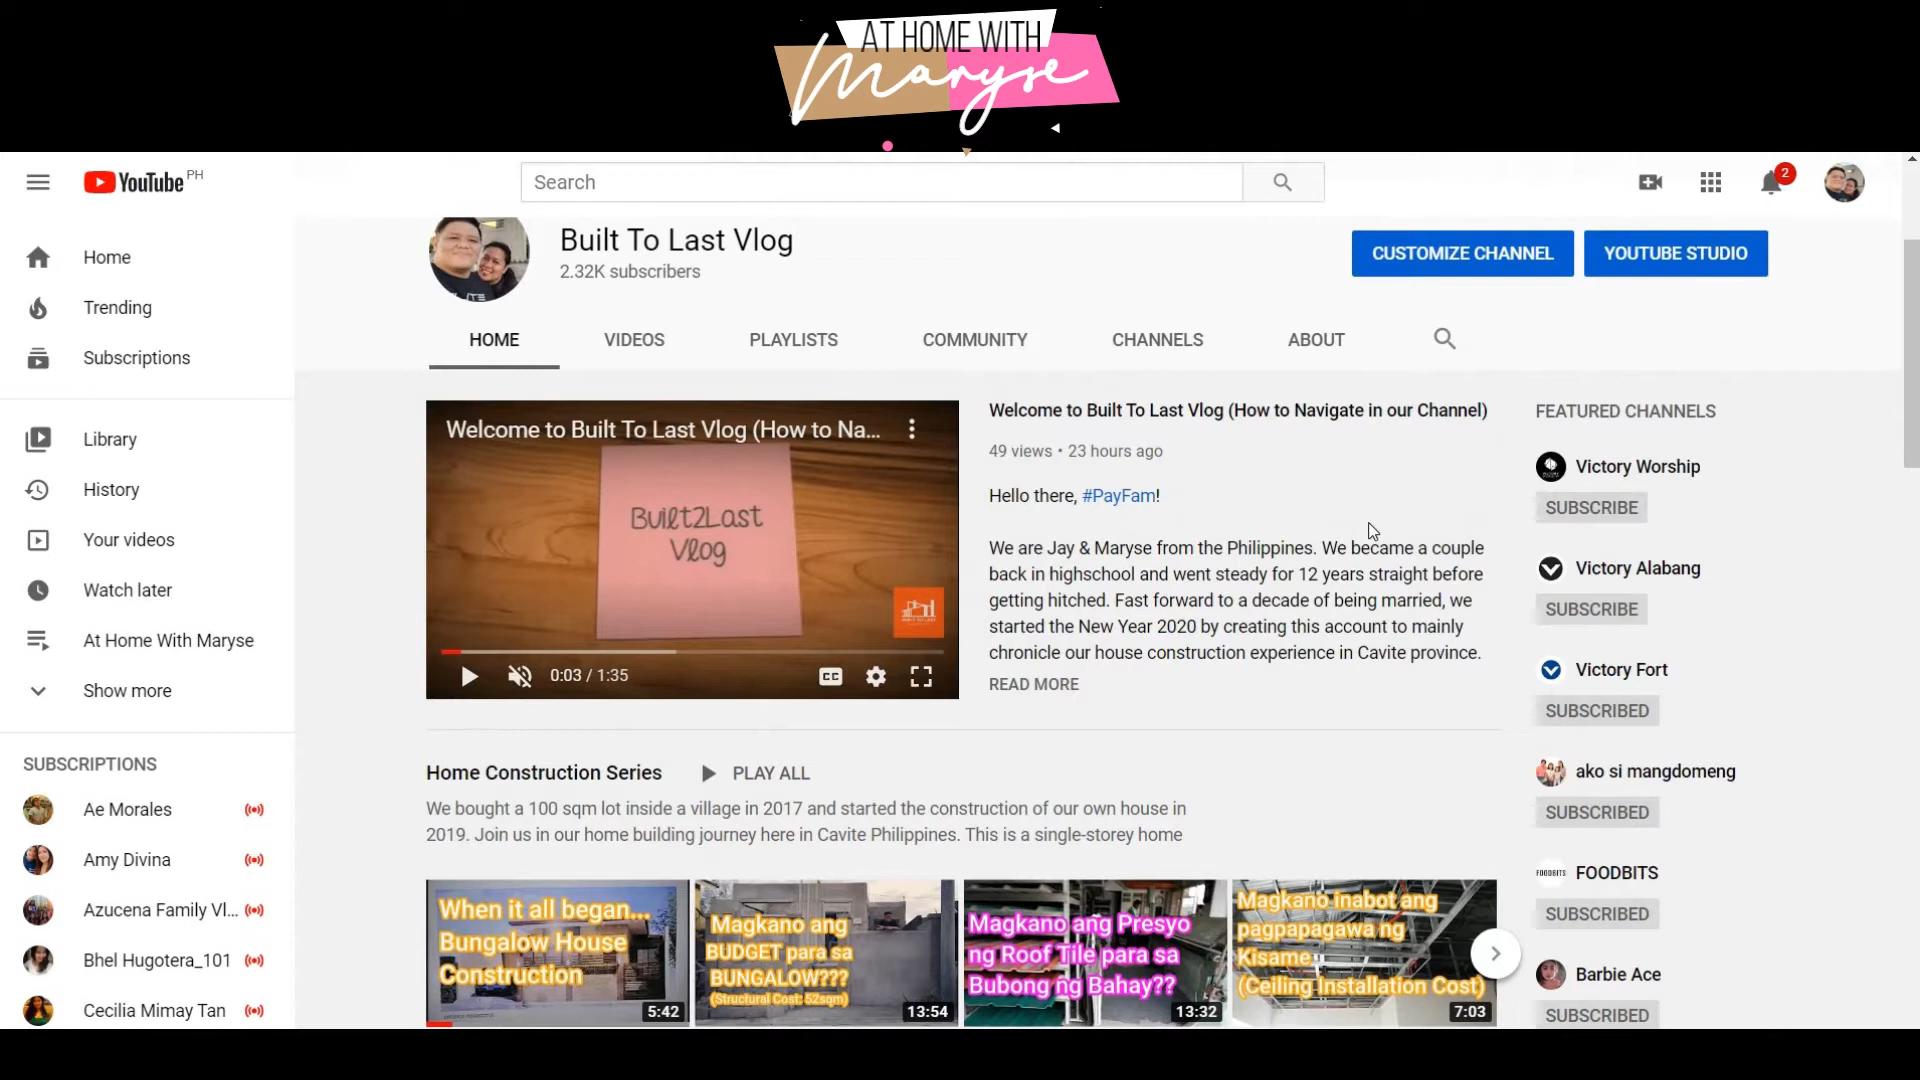 AT HOME WITH
Maryse
YouTube PH
Search
2
Home
Trending
Subscriptions
Library
History
Your videos
Watch later
At Home With Maryse
Show more
SUBSCRIPTIONS
Ae Morales
Amy Divina
Azucena Family Vl...
Bhel Hugotera_101
Cecilia Mimay Tan
Built To Last Vlog
2.32K subscribers
CUSTOMIZE CHANNEL
YOUTUBE STUDIO
HOME
VIDEOS
PLAYLISTS
COMMUNITY
CHANNELS
ABOUT
Welcome to Built To Last Vlog (How to Na...
Built2Last
Vlog
0:03 / 1:35
CC
Welcome to Built To Last Vlog (How to Navigate in our Channel)
49 views • 23 hours ago
Hello there, #PayFam!
We are Jay & Maryse from the Philippines. We became a couple
back in highschool and went steady for 12 years straight before
getting hitched. Fast forward to a decade of being married, we
started the New Year 2020 by creating this account to mainly
chronicle our house construction experience in Cavite province.
READ MORE
Home Construction Series
PLAY ALL
We bought a 100 sqm lot inside a village in 2017 and started the construction of our own house in
2019. Join us in our home building journey here in Cavite Philippines. This is a single-storey home
When it all began...
Bungalow House
Construction
5:42
Magkano ang
BUDGET para sa
BUNGALOW???
(Structural Cost: 52sqm)
13:54
Magkano ang Presyo
ng Roof Tile para sa
Bubong ng Bahay??
13:32
Magkano inabot ang
pagpapagawa ng
Kisame
(Ceiling Installation Cost)
7:03
FEATURED CHANNELS
Victory Worship
SUBSCRIBE
Victory Alabang
SUBSCRIBE
Victory Fort
SUBSCRIBED
ako si mangdomeng
SUBSCRIBED
FOODBITS
FOODBITS
SUBSCRIBED
Barbie Ace
SUBSCRIBED